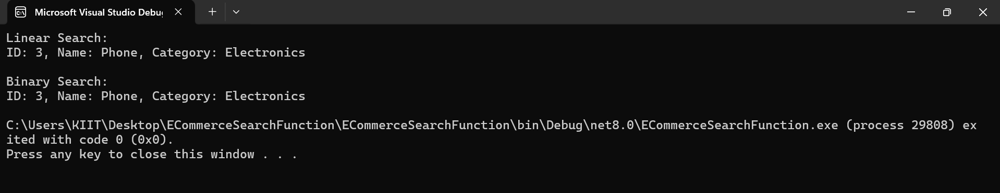 Microsoft Visual Studio Debu
Linear Search:
ID: 3, Name: Phone, Category: Electronics
Binary Search:
ID: 3, Name: Phone, Category: Electronics
C:\Users\KIIT\Desktop\ECommerceSearchFunction\ECommerceSearchFunction\bin\Debug\net8.0\ECommerceSearchFunction.exe (process 29808) ex
ited with code 0 (0x0).
Press any key to close this window . . .